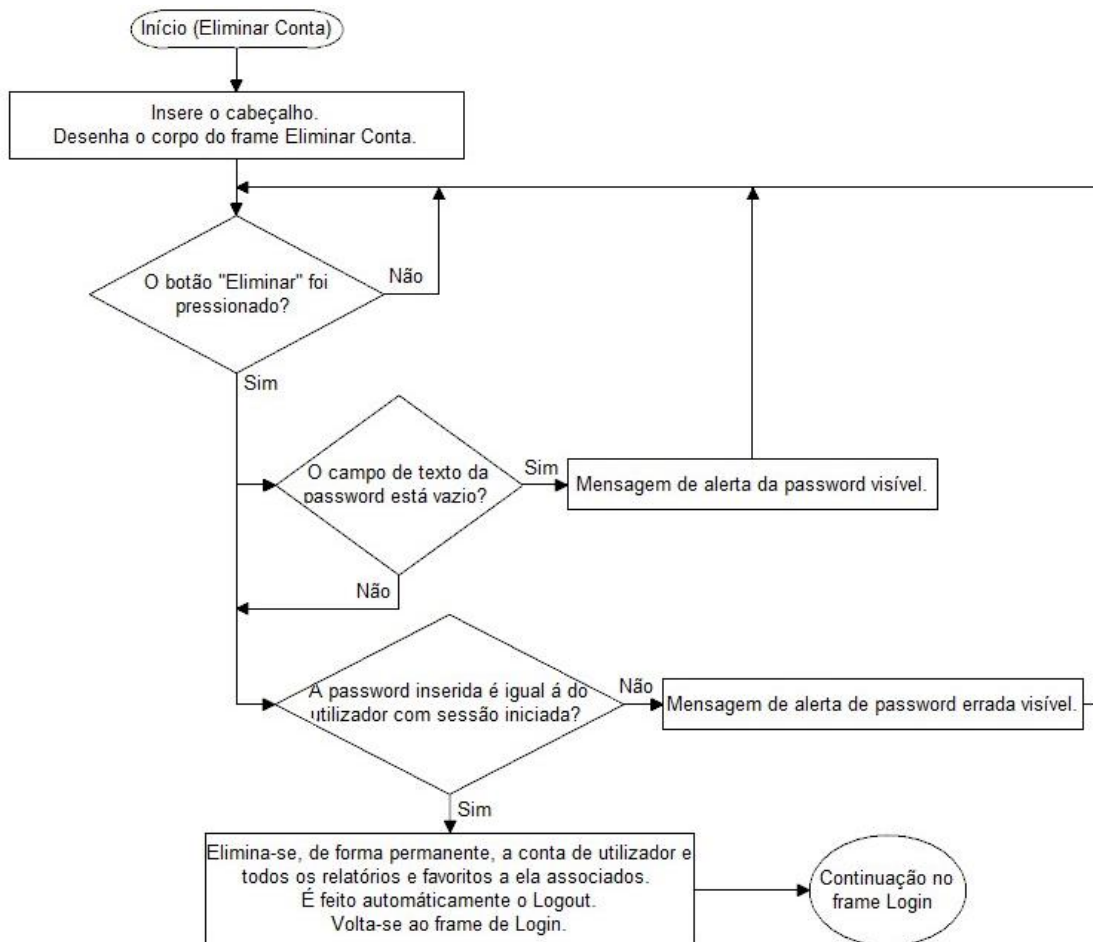 Início (Eliminar Conta)
Insere o cabeçalho.
Desenha o corpo do frame Eliminar Conta.
O botão "Eliminar" foi
pressionado?
Não
Sim
O campo de texto da
password está vazio?
Sim
Mensagem de alerta da password visível.
Não
A password inserida é igual á do
utilizador com sessão iniciada?
Não
Mensagem de alerta de password errada visível.
Sim
Elimina-se, de forma permanente, a conta de utilizador e
todos os relatórios e favoritos a ela associados.
É feito automáticamente o Logout.
Volta-se ao frame de Login.
Continuação no
frame Login